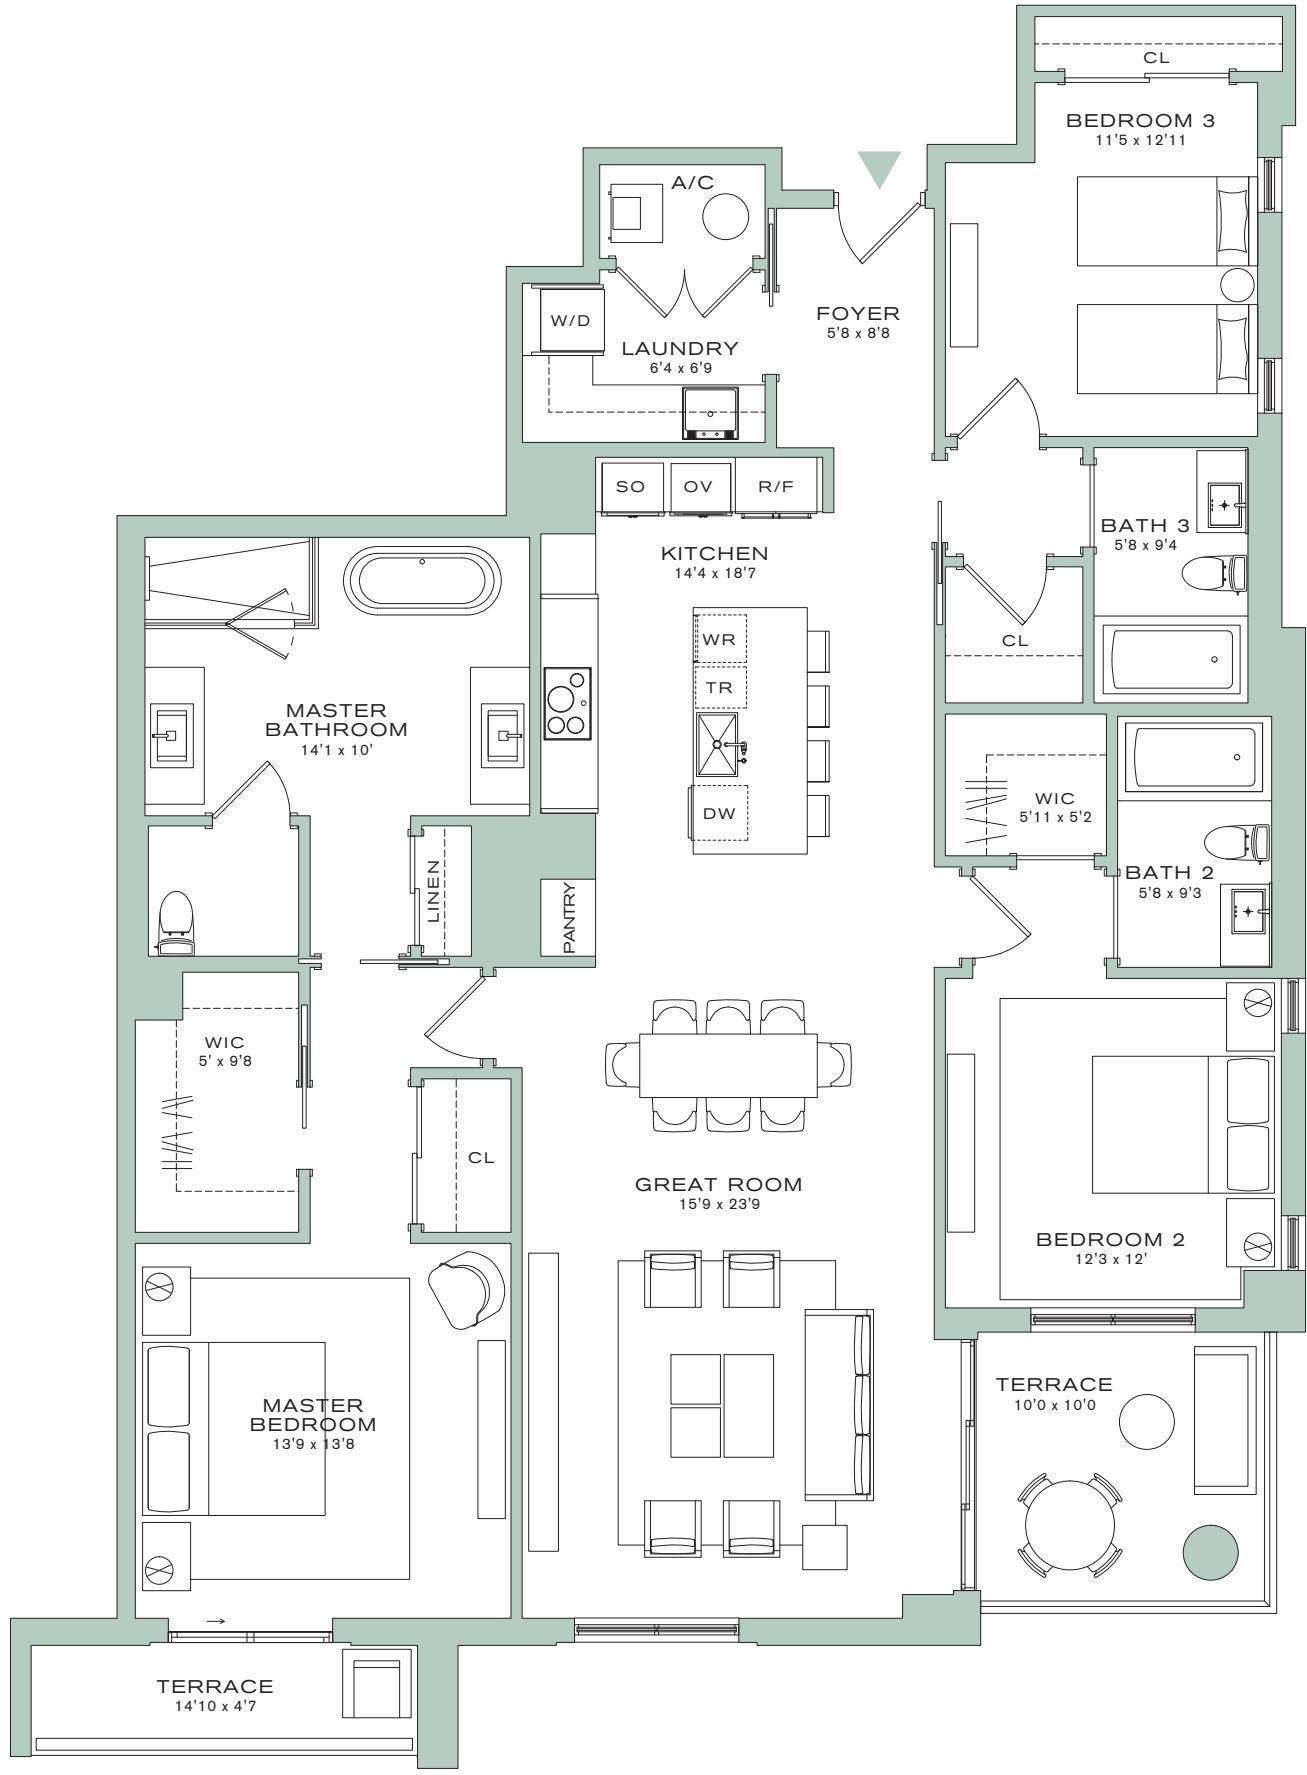 CL
BEDROOM 3
11'5 x 12'11
A/C
W/D
LAUNDRY
6'4 x 6'9
FOYER
5'8 x 8'8
SO
OV
R/F
KITCHEN
14'4 x 18'7
BATH 3
5'8 x 9'4
WR
TR
DW
CL
MASTER
BATHROOM
14'1 x 10'
WIC
5'11 x 5'2
BATH 2
5'8 x 9'3
LINEN
PANTRY
WIC
5' x 9'8
CL
GREAT ROOM
15'9 x 23'9
BEDROOM 2
12'3 x 12'
MASTER
BEDROOM
13'9 x 13'8
TERRACE
10'0 x 10'0
TERRACE
14'10 x 4'7